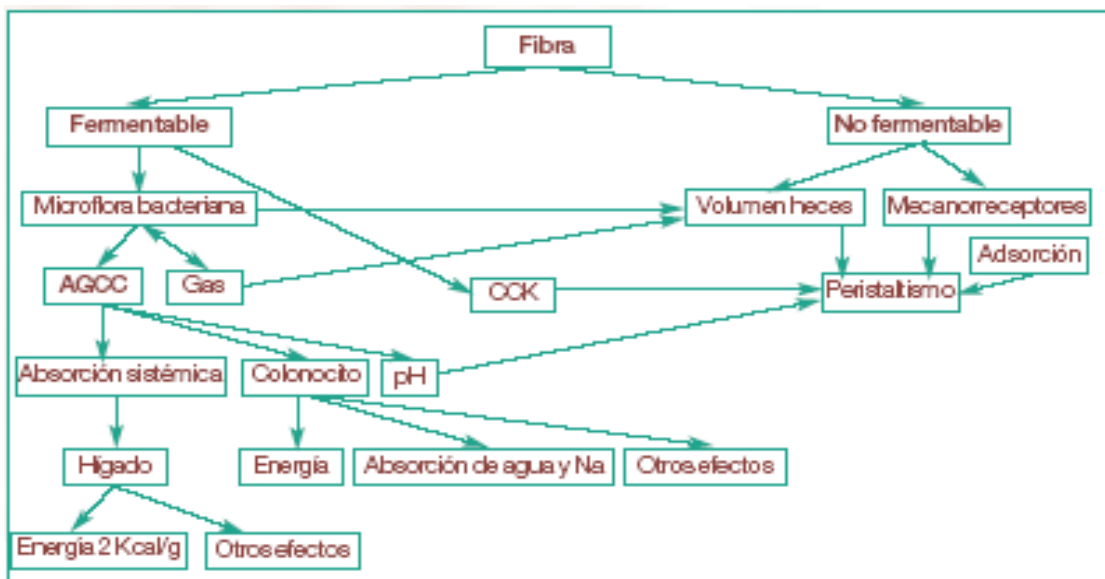 Fibra
Fermentable
No fermentable
Microflora bacteriana
Volumen heces
Mecanorreceptores
Adsorción
AGCC
Gas
CCK
Peristaltismo
Absorción sistémica
Colonocito
pH
Hígado
Energía
Absorción de agua y Na
Otros efectos
Energía 2 Kcal/g
Otros efectos